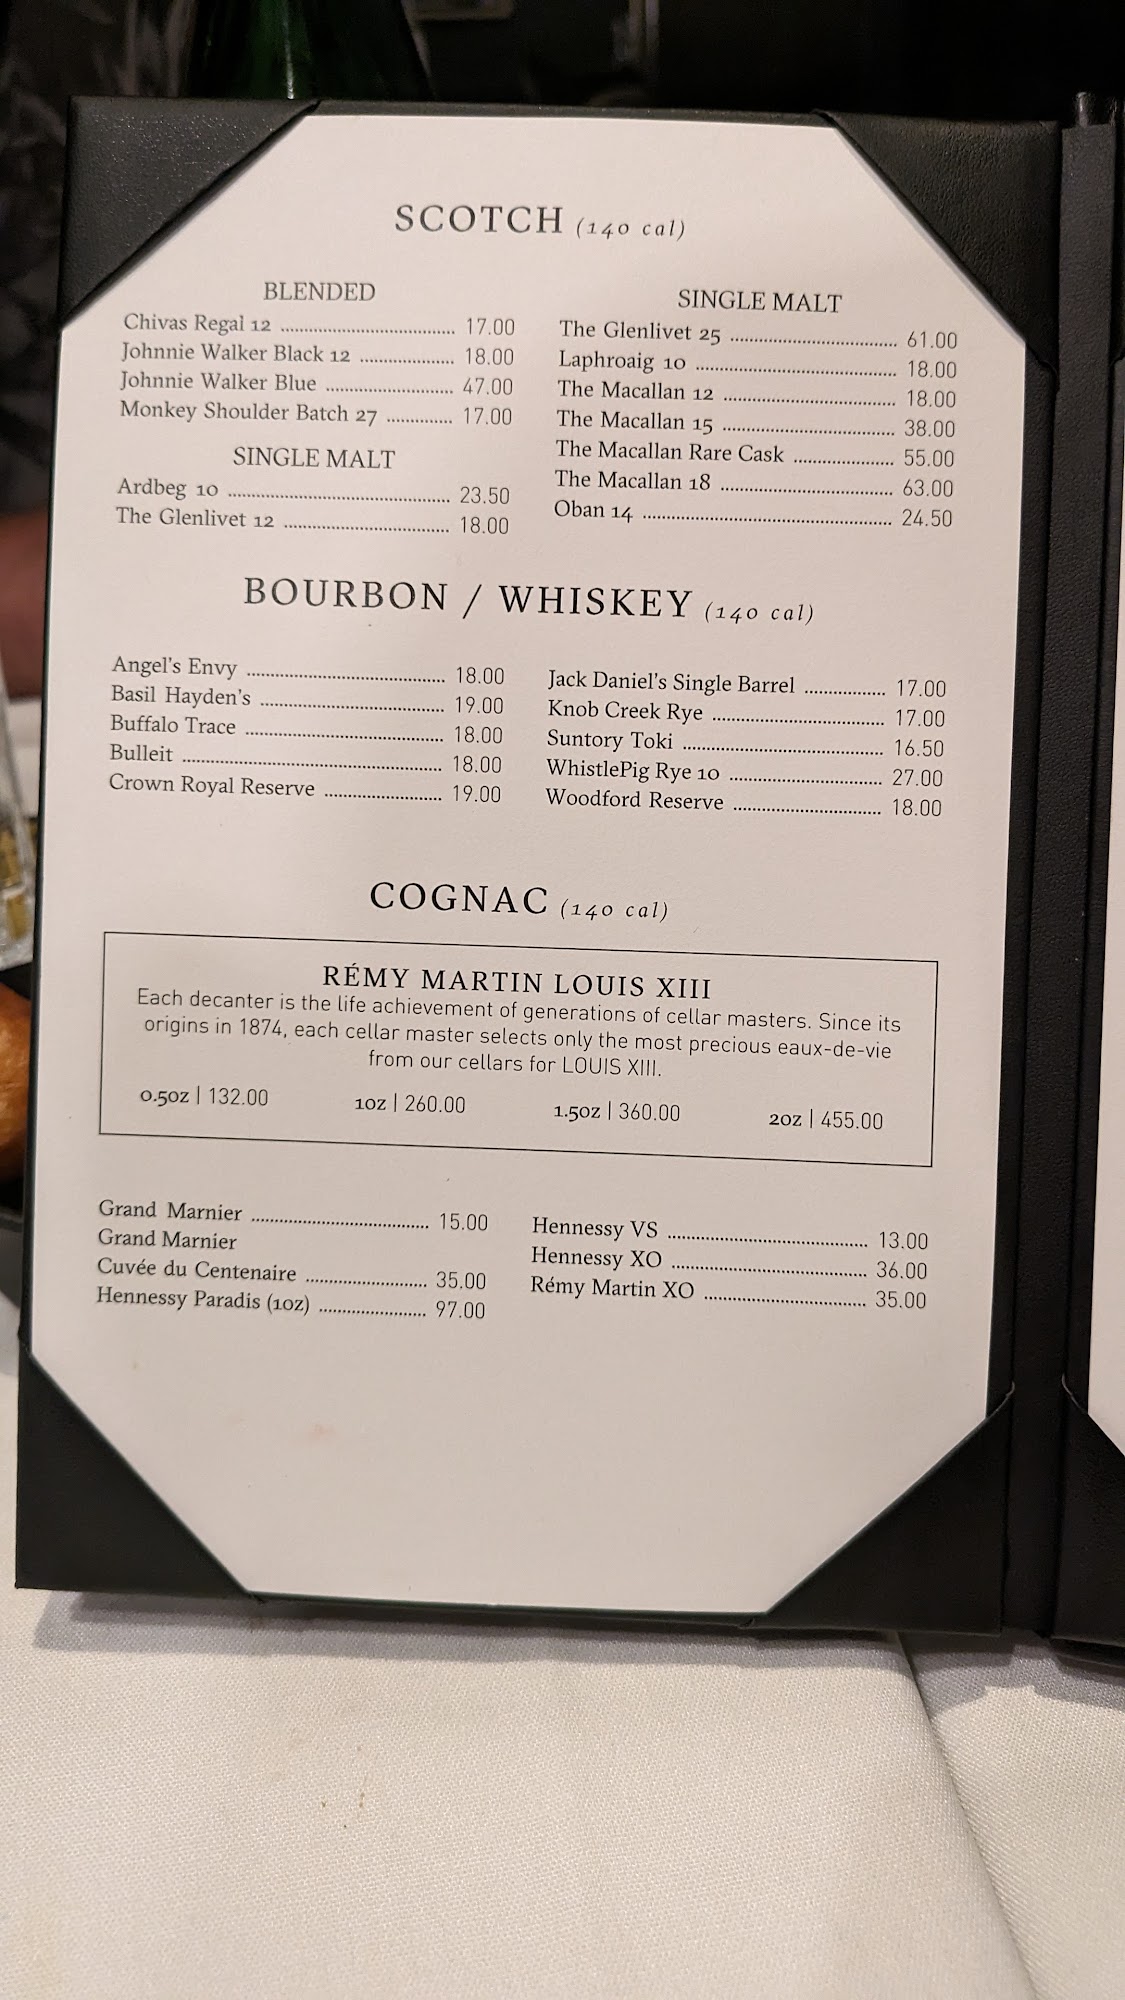 SCOTCH (140 cal)
BLENDED
Chivas Regal 12 .......... 17.00
Johnnie Walker Black 12 .......... 18.00
Johnnie Walker Blue .......... 47.00
Monkey Shoulder Batch 27 .......... 17.00
SINGLE MALT
Ardbeg 10 .......... 23.50
The Glenlivet 12 .......... 18.00
SINGLE MALT
The Glenlivet 25 .......... 61.00
Laphroaig 10 .......... 18.00
The Macallan 12 .......... 18.00
The Macallan 15 .......... 38.00
The Macallan Rare Cask .......... 55.00
The Macallan 18 .......... 63.00
Oban 14 .......... 24.50
BOURBON / WHISKEY (140 cal)
Angel's Envy .......... 18.00
Basil Hayden's .......... 19.00
Buffalo Trace .......... 18.00
Bulleit .......... 18.00
Crown Royal Reserve .......... 19.00
Jack Daniel's Single Barrel .......... 17.00
Knob Creek Rye .......... 17.00
Suntory Toki .......... 16.50
WhistlePig Rye 10 .......... 27.00
Woodford Reserve .......... 18.00
COGNAC (140 cal)
RÉMY MARTIN LOUIS XIII
Each decanter is the life achievement of generations of cellar masters. Since its
origins in 1874, each cellar master selects only the most precious eaux-de-vie
from our cellars for LOUIS XIII.
0.5oz | 132.00 1oz | 260.00 1.5oz | 360.00 2oz | 455.00
Grand Marnier .......... 15.00
Grand Marnier
Cuvée du Centenaire .......... 35.00
Hennessy Paradis (1oz) .......... 97.00
Hennessy VS .......... 13.00
Hennessy XO .......... 36.00
Rémy Martin XO .......... 35.00